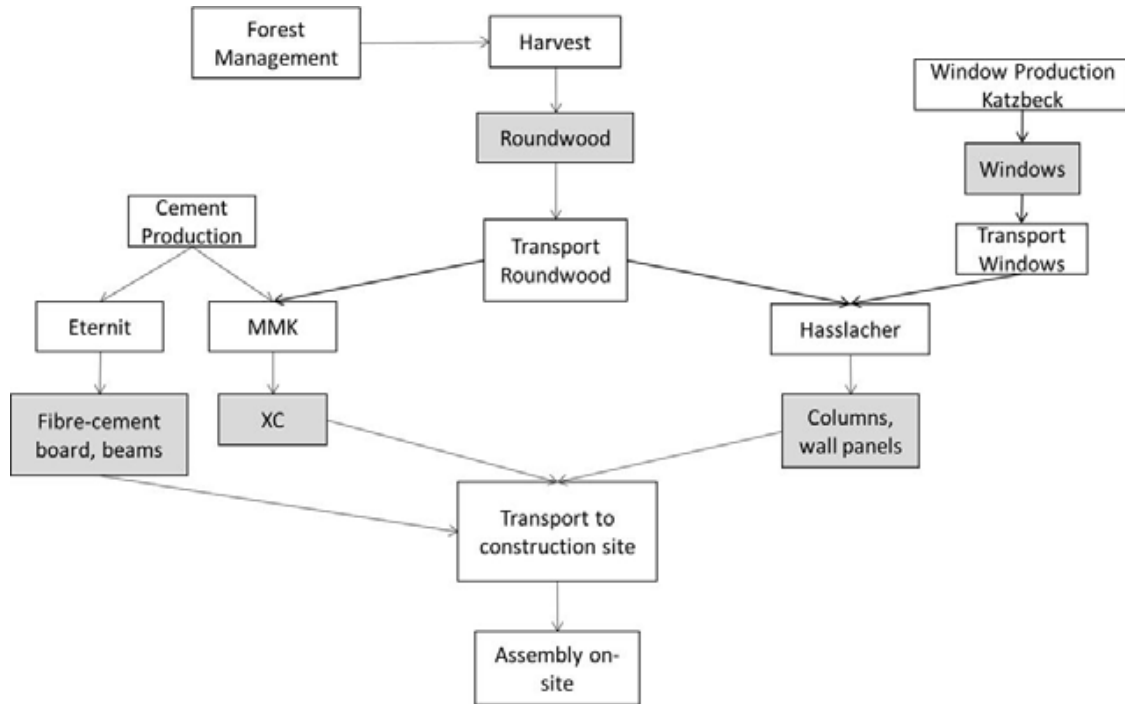 Forest
Management
Harvest
Window Production
Katzbeck
Roundwood
Windows
Cement
Production
Transport
Roundwood
Transport
Windows
Eternit
MMK
Hasslacher
Fibre-cement
board, beams
XC
Columns,
wall panels
Transport to
construction site
Assembly on-
site